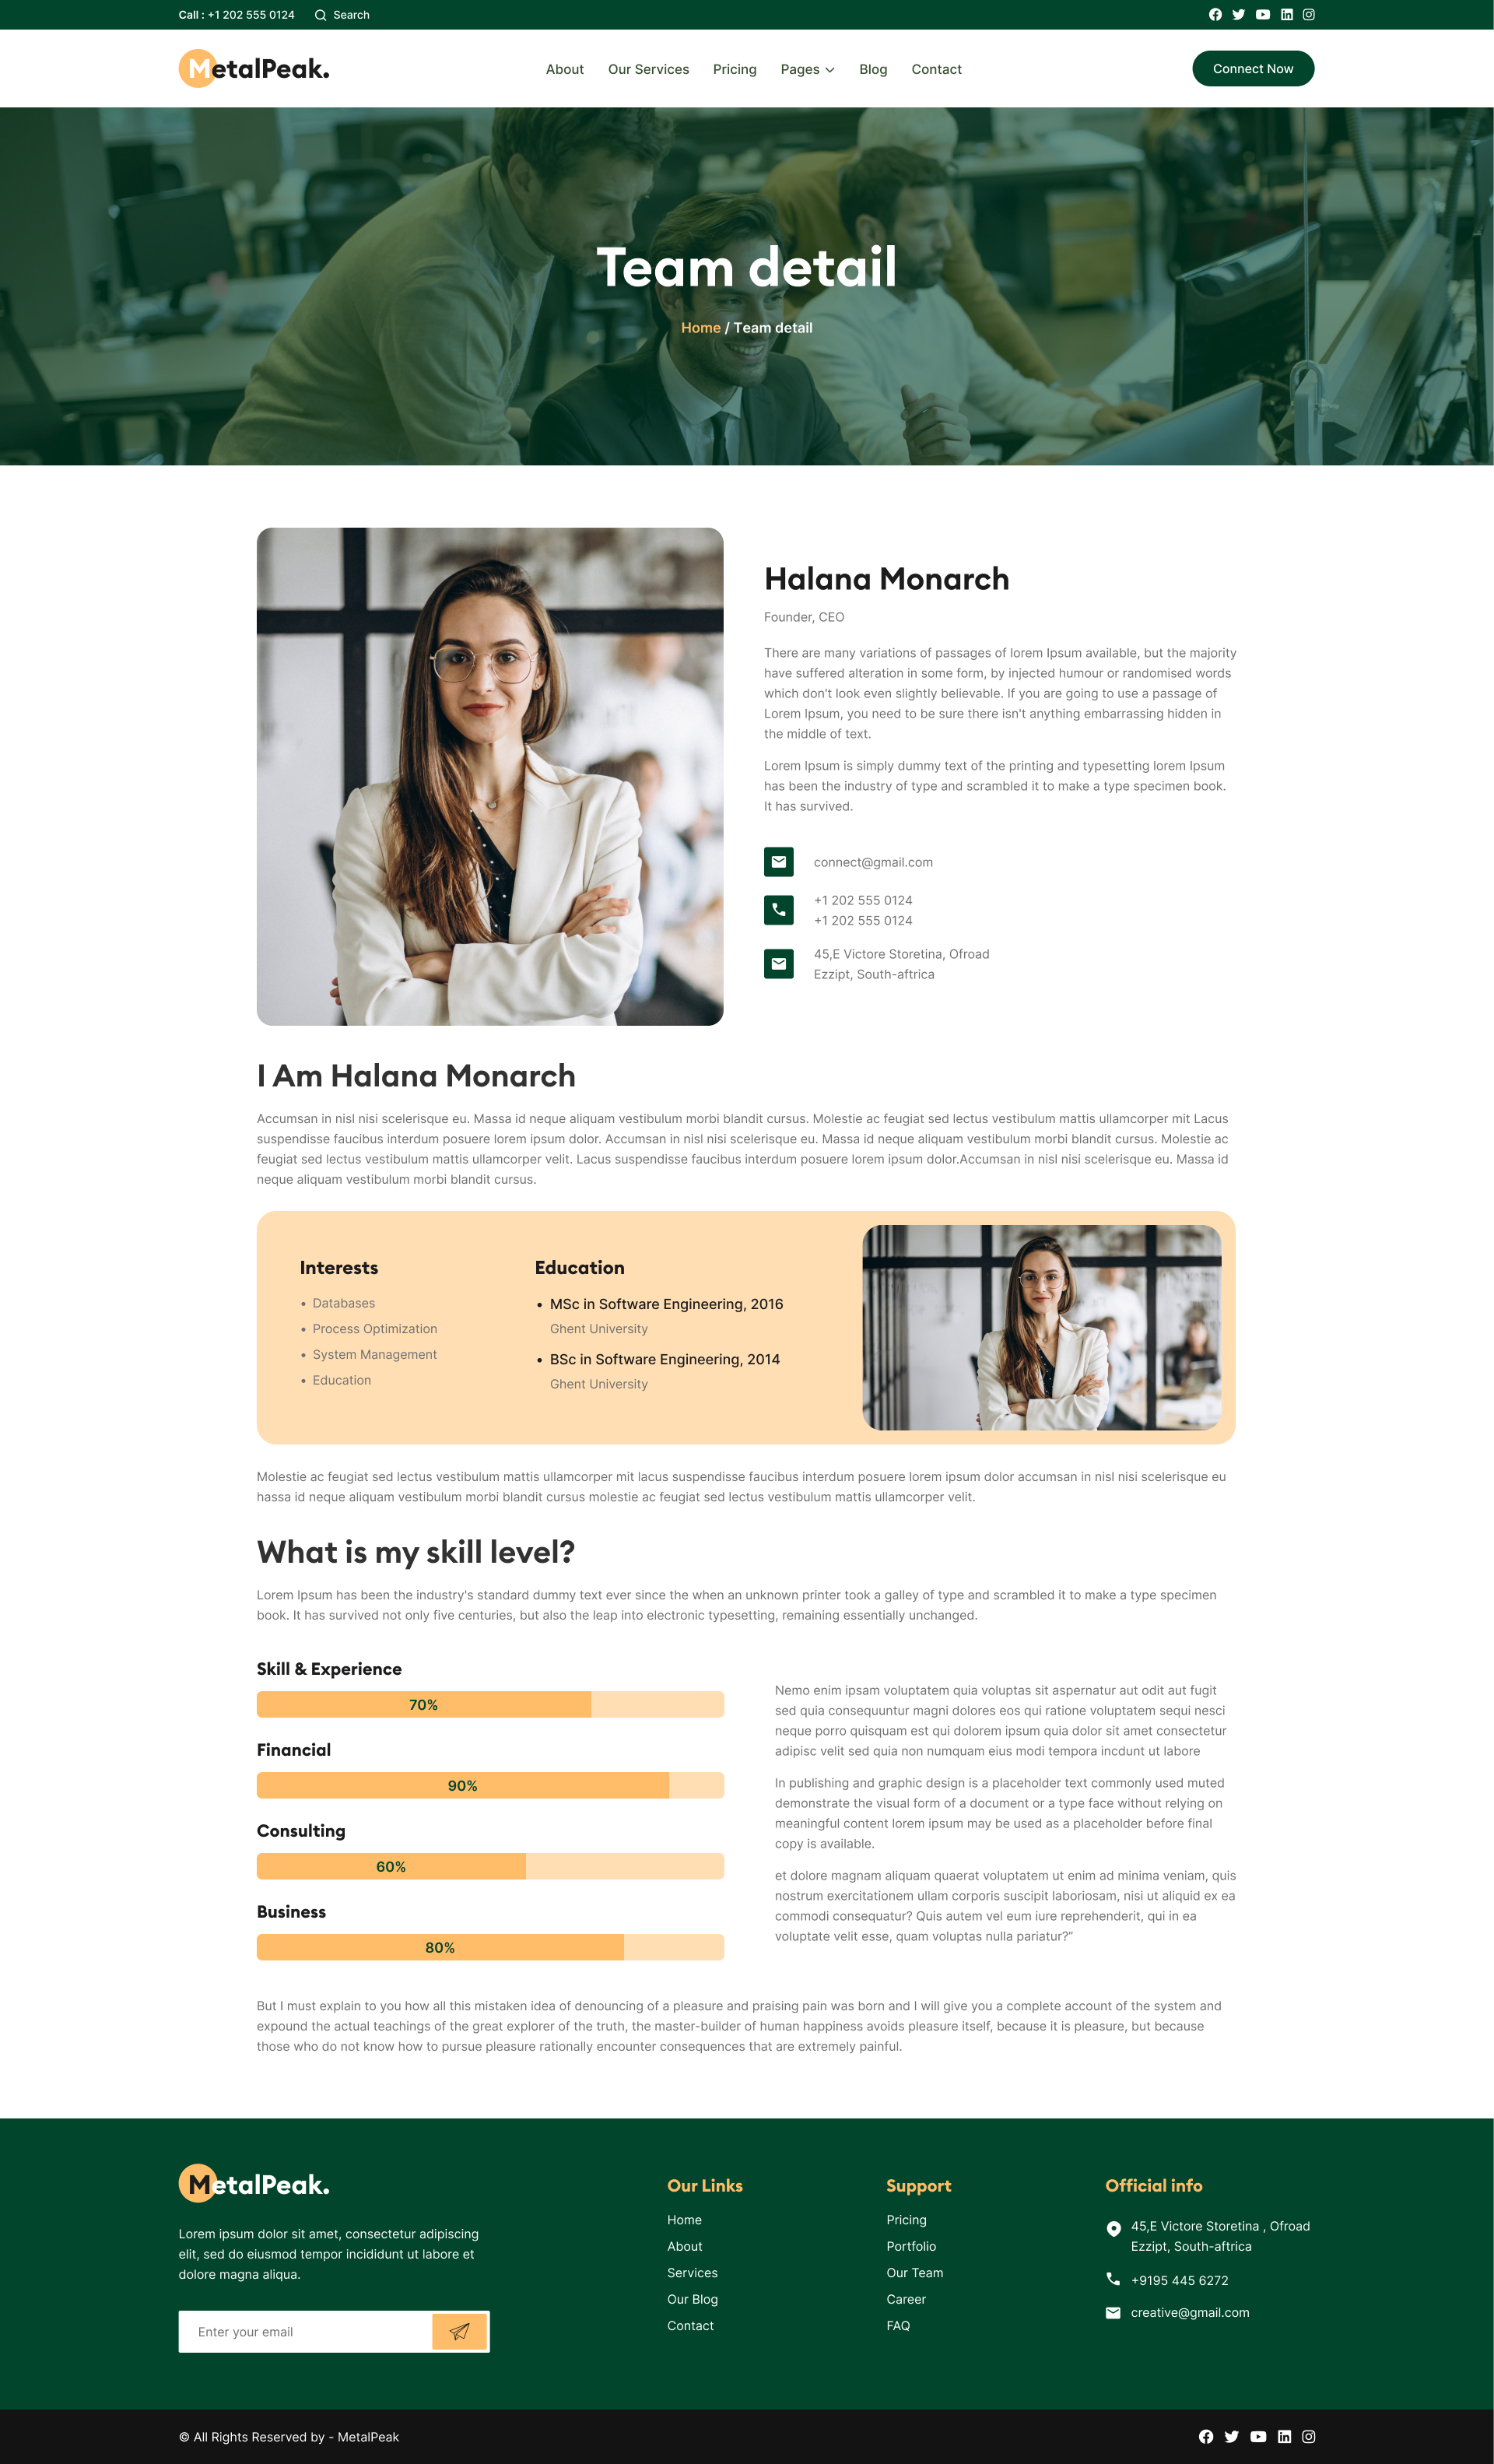 Call : +1 202 555 0124
Search
MetalPeak.
About
Our Services
Pricing
Pages
Blog
Contact
Connect Now
Team detail
Home / Team detail
Halana Monarch
Founder, CEO
There are many variations of passages of lorem Ipsum available, but the majority
have suffered alteration in some form, by injected humour or randomised words
which don't look even slightly believable. If you are going to use a passage of
Lorem Ipsum, you need to be sure there isn't anything embarrassing hidden in
the middle of text.
Lorem Ipsum is simply dummy text of the printing and typesetting lorem Ipsum
has been the industry of type and scrambled it to make a type specimen book.
It has survived.
connect@gmail.com
+1 202 555 0124
+1 202 555 0124
45,E Victore Storetina, Ofroad
Ezzipt, South-aftrica
I Am Halana Monarch
Accumsan in nisl nisi scelerisque eu. Massa id neque aliquam vestibulum morbi blandit cursus. Molestie ac feugiat sed lectus vestibulum mattis ullamcorper mit Lacus
suspendisse faucibus interdum posuere lorem ipsum dolor. Accumsan in nisl nisi scelerisque eu. Massa id neque aliquam vestibulum morbi blandit cursus. Molestie ac
feugiat sed lectus vestibulum mattis ullamcorper velit. Lacus suspendisse faucibus interdum posuere lorem ipsum dolor.Accumsan in nisl nisi scelerisque eu. Massa id
neque aliquam vestibulum morbi blandit cursus.
Interests
• Databases
• Process Optimization
• System Management
• Education
Education
• MSc in Software Engineering, 2016
Ghent University
• BSc in Software Engineering, 2014
Ghent University
Molestie ac feugiat sed lectus vestibulum mattis ullamcorper mit lacus suspendisse faucibus interdum posuere lorem ipsum dolor accumsan in nisl nisi scelerisque eu
hassa id neque aliquam vestibulum morbi blandit cursus molestie ac feugiat sed lectus vestibulum mattis ullamcorper velit.
What is my skill level?
Lorem Ipsum has been the industry's standard dummy text ever since the when an unknown printer took a galley of type and scrambled it to make a type specimen
book. It has survived not only five centuries, but also the leap into electronic typesetting, remaining essentially unchanged.
Skill & Experience
70%
Financial
90%
Consulting
60%
Business
80%
Nemo enim ipsam voluptatem quia voluptas sit aspernatur aut odit aut fugit
sed quia consequuntur magni dolores eos qui ratione voluptatem sequi nesci
neque porro quisquam est qui dolorem ipsum quia dolor sit amet consectetur
adipisc velit sed quia non numquam eius modi tempora incdunt ut labore
In publishing and graphic design is a placeholder text commonly used muted
demonstrate the visual form of a document or a type face without relying on
meaningful content lorem ipsum may be used as a placeholder before final
copy is available.
et dolore magnam aliquam quaerat voluptatem ut enim ad minima veniam, quis
nostrum exercitationem ullam corporis suscipit laboriosam, nisi ut aliquid ex ea
commodi consequatur? Quis autem vel eum iure reprehenderit, qui in ea
voluptate velit esse, quam voluptas nulla pariatur?”
But I must explain to you how all this mistaken idea of denouncing of a pleasure and praising pain was born and I will give you a complete account of the system and
expound the actual teachings of the great explorer of the truth, the master-builder of human happiness avoids pleasure itself, because it is pleasure, but because
those who do not know how to pursue pleasure rationally encounter consequences that are extremely painful.
MetalPeak.
Lorem ipsum dolor sit amet, consectetur adipiscing
elit, sed do eiusmod tempor incididunt ut labore et
dolore magna aliqua.
Enter your email
Our Links
Home
About
Services
Our Blog
Contact
Support
Pricing
Portfolio
Our Team
Career
FAQ
Official info
45,E Victore Storetina , Ofroad
Ezzipt, South-aftrica
+9195 445 6272
creative@gmail.com
© All Rights Reserved by - MetalPeak